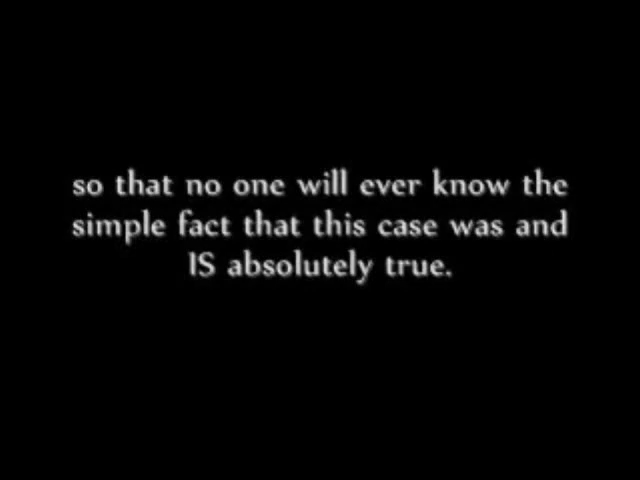 so that no one will ever know the
simple fact that this case was and
IS absolutely true.